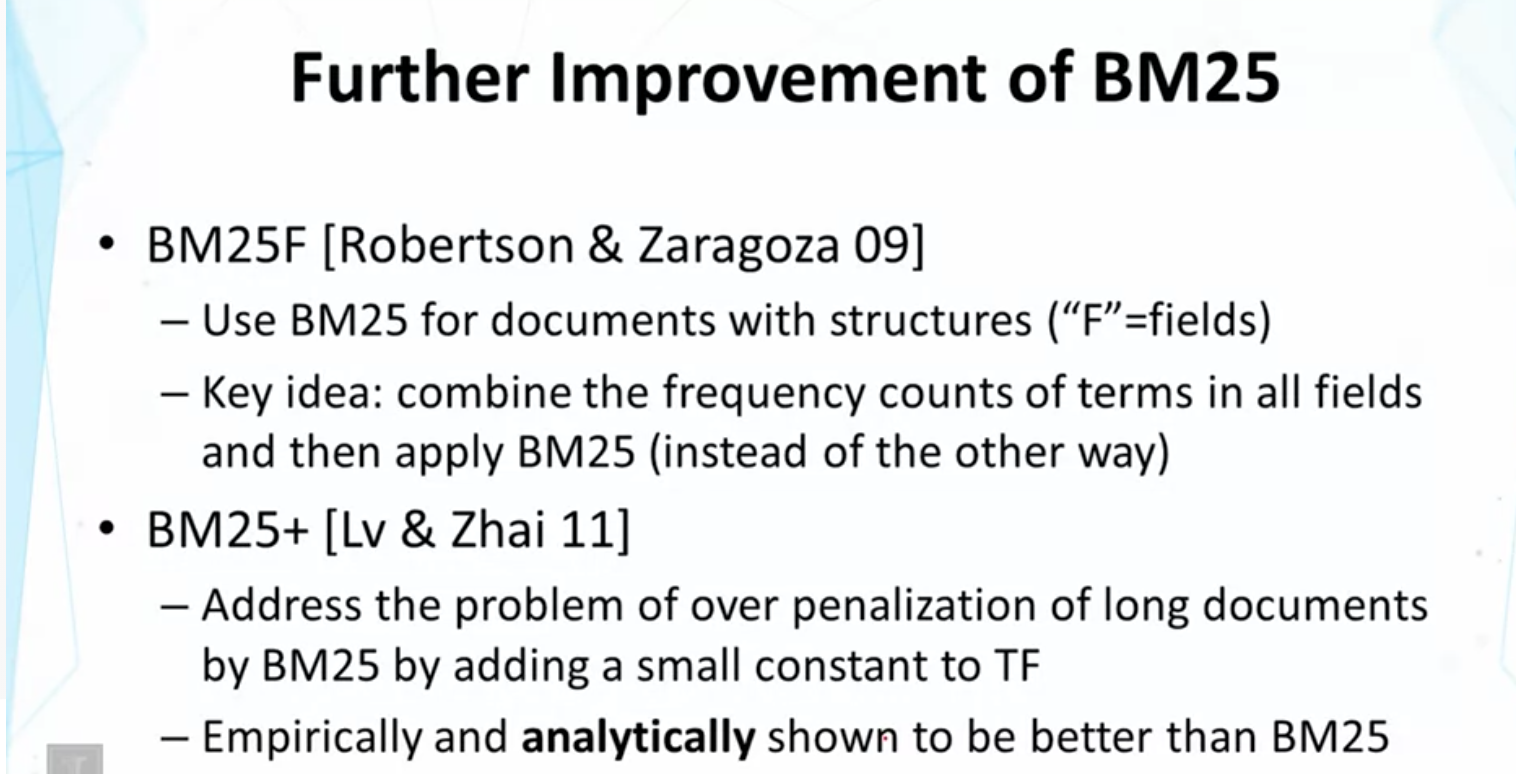 Further Improvement of BM25
• BM25F [Robertson & Zaragoza 09]
– Use BM25 for documents with structures (“F”=fields)
– Key idea: combine the frequency counts of terms in all fields
and then apply BM25 (instead of the other way)
• BM25+ [Lv & Zhai 11]
– Address the problem of over penalization of long documents
by BM25 by adding a small constant to TF
– Empirically and analytically shown to be better than BM25